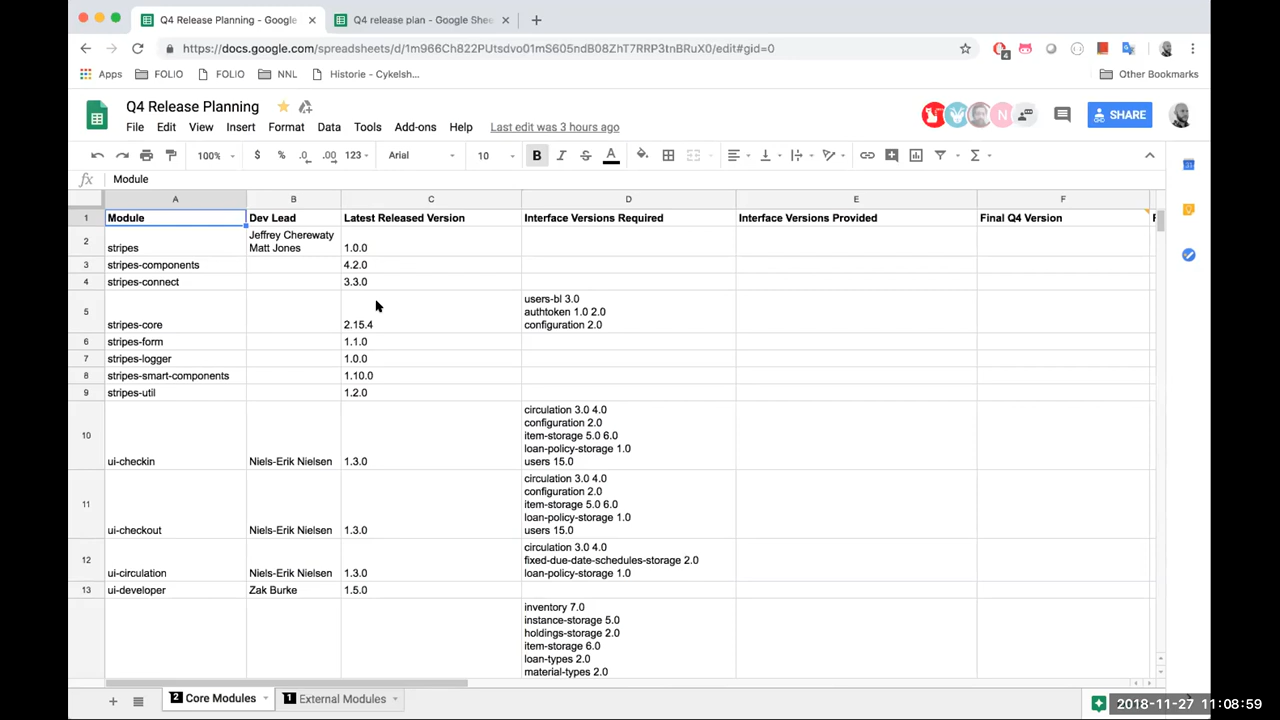 Q4 Release Planning - Google
Q4 release plan - Google Shee
https://docs.google.com/spreadsheets/d/1m966Ch822PUtsdvo01mS605ndB08ZhT7RRP3tnBRuX0/edit#gid=0
4
Apps FOLIO FOLIO NNL Historie - Cykelsh... Other Bookmarks
Q4 Release Planning
File Edit View Insert Format Data Tools Add-ons Help Last edit was 3 hours ago
N
SHARE
100% $ % .0 .00 123 Arial 10 B I S A
fx Module
A B C D E F
1 Module Dev Lead Latest Released Version Interface Versions Required Interface Versions Provided Final Q4 Version
Jeffrey Cherewaty
2 stripes Matt Jones 1.0.0
3 stripes-components 4.2.0
4 stripes-connect 3.3.0
users-bl 3.0
authtoken 1.0 2.0
5 stripes-core 2.15.4 configuration 2.0
6 stripes-form 1.1.0
7 stripes-logger 1.0.0
8 stripes-smart-components 1.10.0
9 stripes-util 1.2.0
circulation 3.0 4.0
configuration 2.0
item-storage 5.0 6.0
loan-policy-storage 1.0
10 ui-checkin Niels-Erik Nielsen 1.3.0 users 15.0
circulation 3.0 4.0
configuration 2.0
item-storage 5.0 6.0
loan-policy-storage 1.0
11 ui-checkout Niels-Erik Nielsen 1.3.0 users 15.0
circulation 3.0 4.0
fixed-due-date-schedules-storage 2.0
12 ui-circulation Niels-Erik Nielsen 1.3.0 loan-policy-storage 1.0
13 ui-developer Zak Burke 1.5.0
inventory 7.0
instance-storage 5.0
holdings-storage 2.0
item-storage 6.0
loan-types 2.0
material-types 2.0
2 Core Modules 1 External Modules
2018-11-27 11:08:59